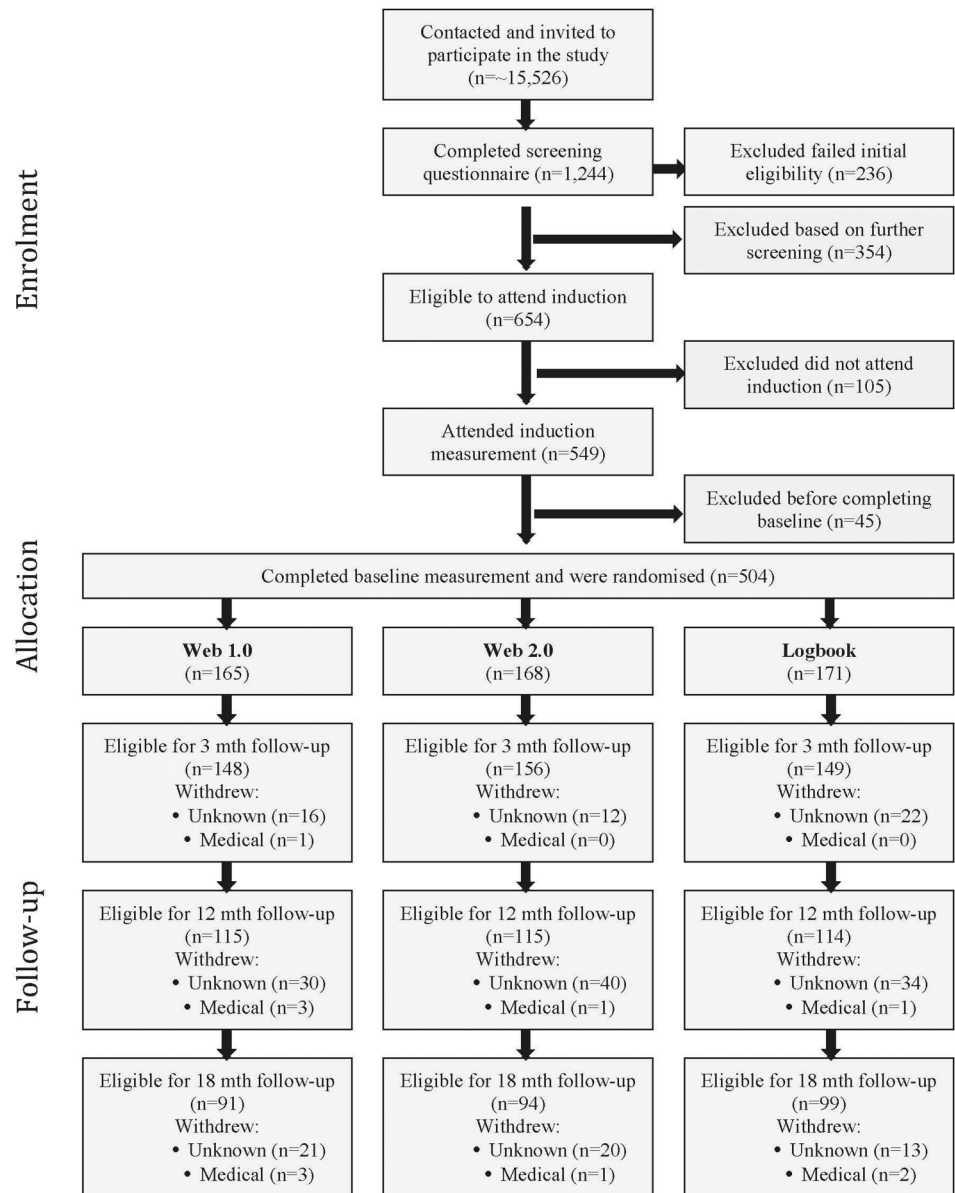 Contacted and invited to
participate in the study
(n=~15,526)
Completed screening
questionnaire (n=1,244)
Excluded failed initial
eligibility (n=236)
Excluded based on further
screening (n=354)
Enrolment
Eligible to attend induction
(n=654)
Excluded did not attend
induction (n=105)
Attended induction
measurement (n=549)
Excluded before completing
baseline (n=45)
Allocation
Completed baseline measurement and were randomised (n=504)
Web 1.0
(n=165)
Web 2.0
(n=168)
Logbook
(n=171)
Follow-up
Eligible for 3 mth follow-up
(n=148)
Withdrew:
• Unknown (n=16)
• Medical (n=1)
Eligible for 3 mth follow-up
(n=156)
Withdrew:
• Unknown (n=12)
• Medical (n=0)
Eligible for 3 mth follow-up
(n=149)
Withdrew:
• Unknown (n=22)
• Medical (n=0)
Eligible for 12 mth follow-up
(n=115)
Withdrew:
• Unknown (n=30)
• Medical (n=3)
Eligible for 12 mth follow-up
(n=115)
Withdrew:
• Unknown (n=40)
• Medical (n=1)
Eligible for 12 mth follow-up
(n=114)
Withdrew:
• Unknown (n=34)
• Medical (n=1)
Eligible for 18 mth follow-up
(n=91)
Withdrew:
• Unknown (n=21)
• Medical (n=3)
Eligible for 18 mth follow-up
(n=94)
Withdrew:
• Unknown (n=20)
• Medical (n=1)
Eligible for 18 mth follow-up
(n=99)
Withdrew:
• Unknown (n=13)
• Medical (n=2)